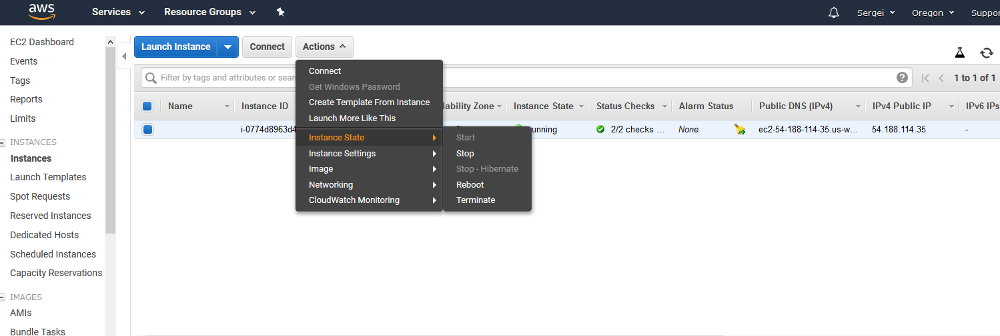 aws Services Resource Groups Sergei Oregon Suppor
EC2 Dashboard
Events
Tags
Reports
Limits
INSTANCES
Instances
Launch Templates
Spot Requests
Reserved Instances
Dedicated Hosts
Scheduled Instances
Capacity Reservations
IMAGES
AMIs
Bundle Tasks
Launch Instance Connect Actions
Filter by tags and attributes or sear 1 to 1 of 1
Name Instance ID lability Zone Instance State Status Checks Alarm Status Public DNS (IPv4) IPv4 Public IP IPv6 IPs
i-0774d8963d4 unning 2/2 checks ... None ec2-54-188-114-35.us-w... 54.188.114.35 -
Connect
Get Windows Password
Create Template From Instance
Launch More Like This
Instance State
Instance Settings
Image
Networking
CloudWatch Monitoring
Start
Stop
Stop - Hibernate
Reboot
Terminate